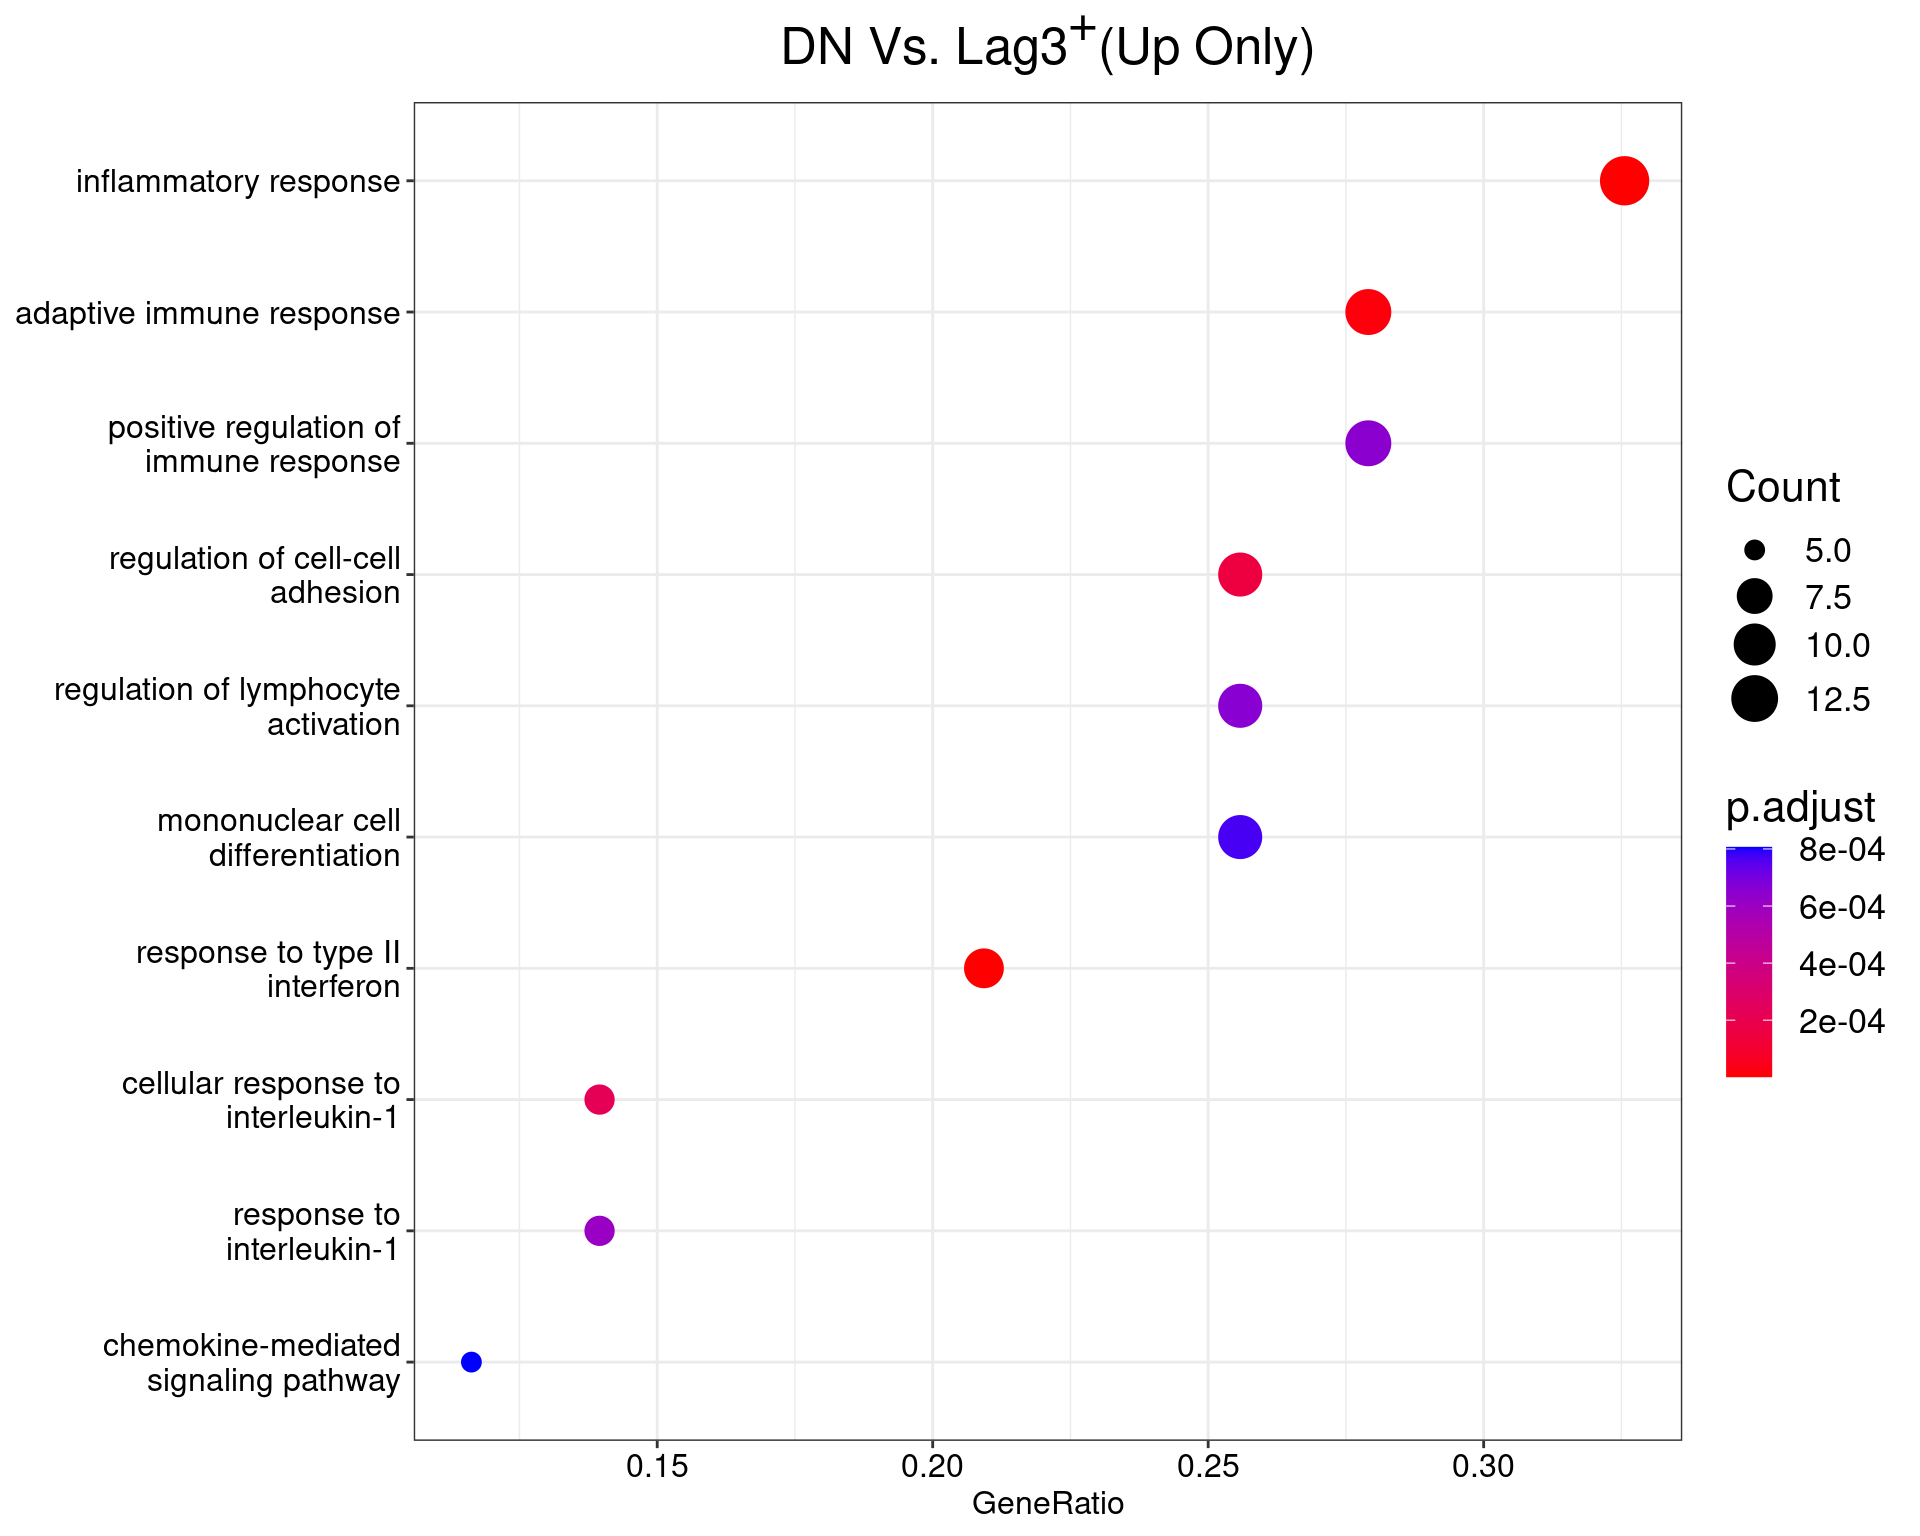 DN Vs. Lag3+(Up Only)
inflammatory response
adaptive immune response
positive regulation of
immune response
regulation of cell-cell
adhesion
regulation of lymphocyte
activation
mononuclear cell
differentiation
response to type II
interferon
cellular response to
interleukin-1
response to
interleukin-1
chemokine-mediated
signaling pathway
0.15
0.20
0.25
0.30
GeneRatio
Count
5.0
7.5
10.0
12.5
p.adjust
8e-04
6e-04
4e-04
2e-04